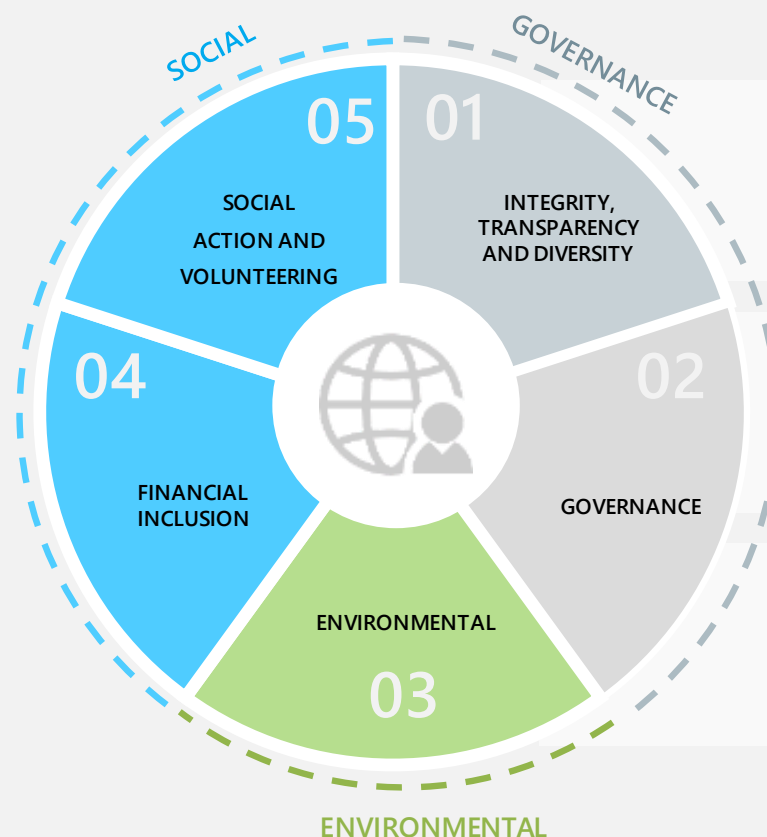 SOCIAL
GOVERNANCE
05
01
SOCIAL
ACTION AND
VOLUNTEERING
INTEGRITY,
TRANSPARENCY
AND DIVERSITY
04
02
FINANCIAL
INCLUSION
GOVERNANCE
ENVIRONMENTAL
03
ENVIRONMENTAL